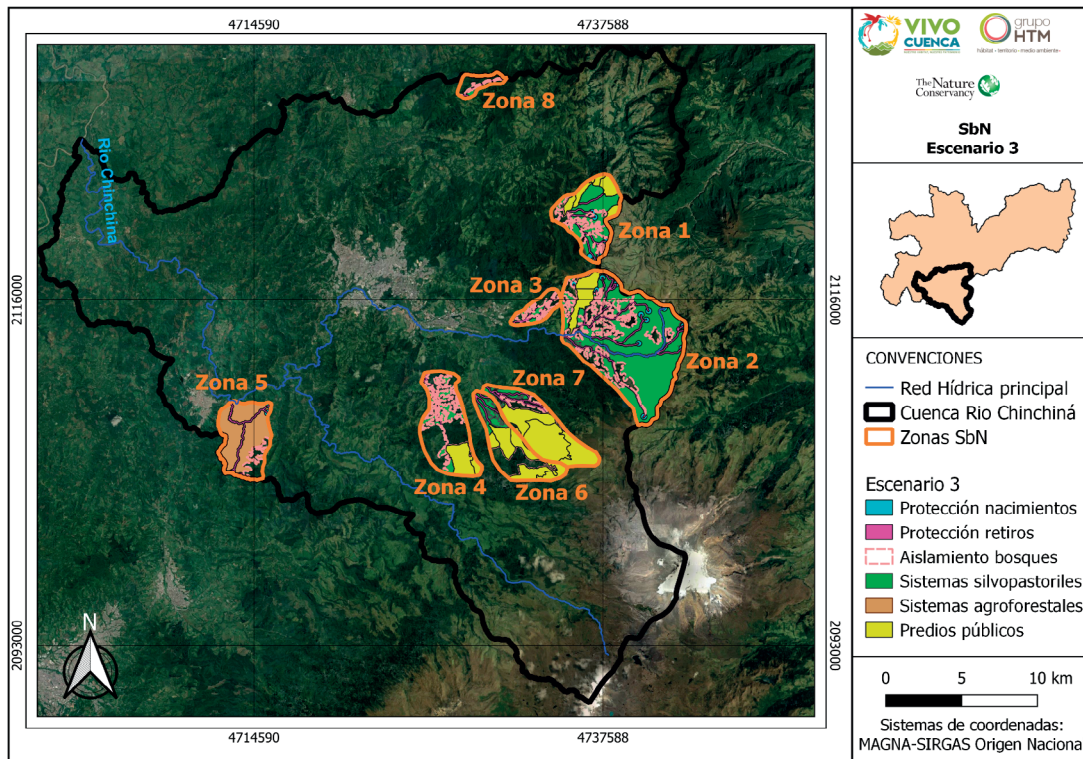 4714590
4737588
2116000
2093000
2116000
2093000
4714590
4737588
Rio Chinchina
Zona 8
Zona 1
Zona 3
Zona 2
Zona 7
Zona 5
Zona 4
Zona 6
N
VIVO
CUENCA
grupo
HTM
hábitat - territorio - medio ambiente-
The Nature
Conservancy
SbN
Escenario 3
CONVENCIONES
Red Hídrica principal
Cuenca Rio Chinchiná
Zonas SbN
Escenario 3
Protección nacimientos
Protección retiros
Aislamiento bosques
Sistemas silvopastoriles
Sistemas agroforestales
Predios públicos
0 5 10 km
Sistemas de coordenadas:
MAGNA-SIRGAS Origen Naciona